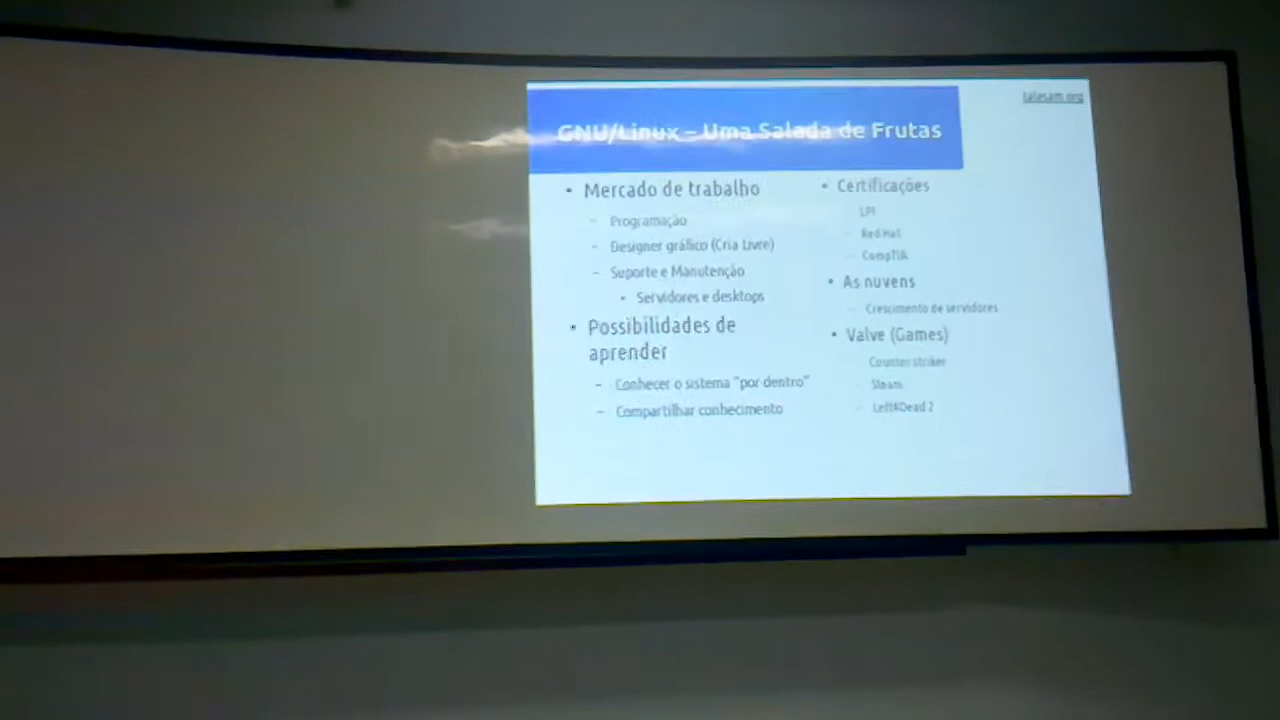 talesam.org
GNU/Linux – Uma Salada de Frutas
• Mercado de trabalho
– Programação
– Designer gráfico (Cria Livre)
– Suporte e Manutenção
• Servidores e desktops
• Possibilidades de
aprender
– Conhecer o sistema "por dentro"
– Compartilhar conhecimento
• Certificações
– LPI
– Red Hat
– CompTIA
• As nuvens
– Crescimento de servidores
• Valve (Games)
– Counter striker
– Steam
– Left4Dead 2